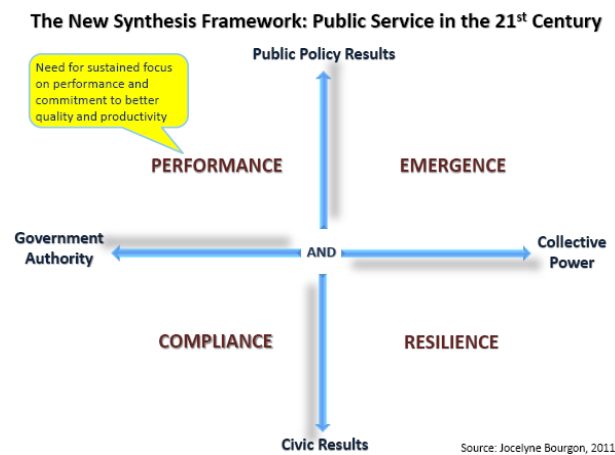 The New Synthesis Framework: Public Service in the 21st Century
Public Policy Results
Need for sustained focus
on performance and
commitment to better
quality and productivity
PERFORMANCE
EMERGENCE
Government
Authority
AND
Collective
Power
COMPLIANCE
RESILIENCE
Civic Results
Source: Jocelyne Bourgon, 2011